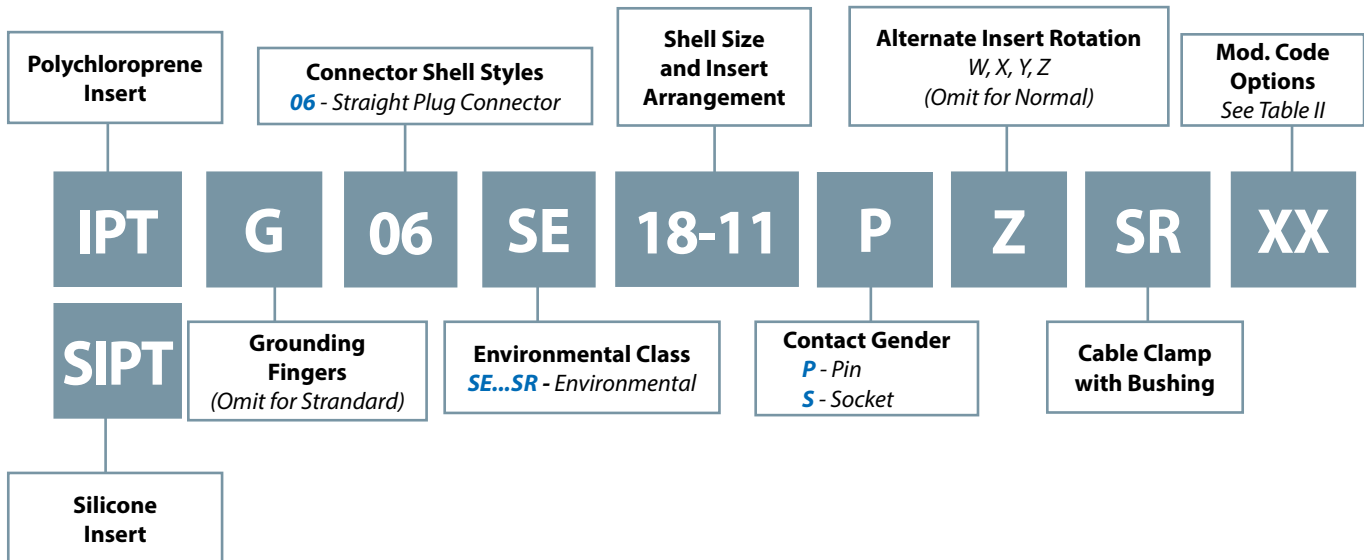 Polychloroprene
Insert
Connector Shell Styles
06 - Straight Plug Connector
Shell Size
and Insert
Arrangement
Alternate Insert Rotation
W, X, Y, Z
(Omit for Normal)
Mod. Code
Options
See Table II
IPT
G
06
SE
18-11
P
Z
SR
XX
SIPT
Grounding
Fingers
(Omit for Strandard)
Environmental Class
SE...SR - Environmental
Contact Gender
P - Pin
S - Socket
Cable Clamp
with Bushing
Silicone
Insert